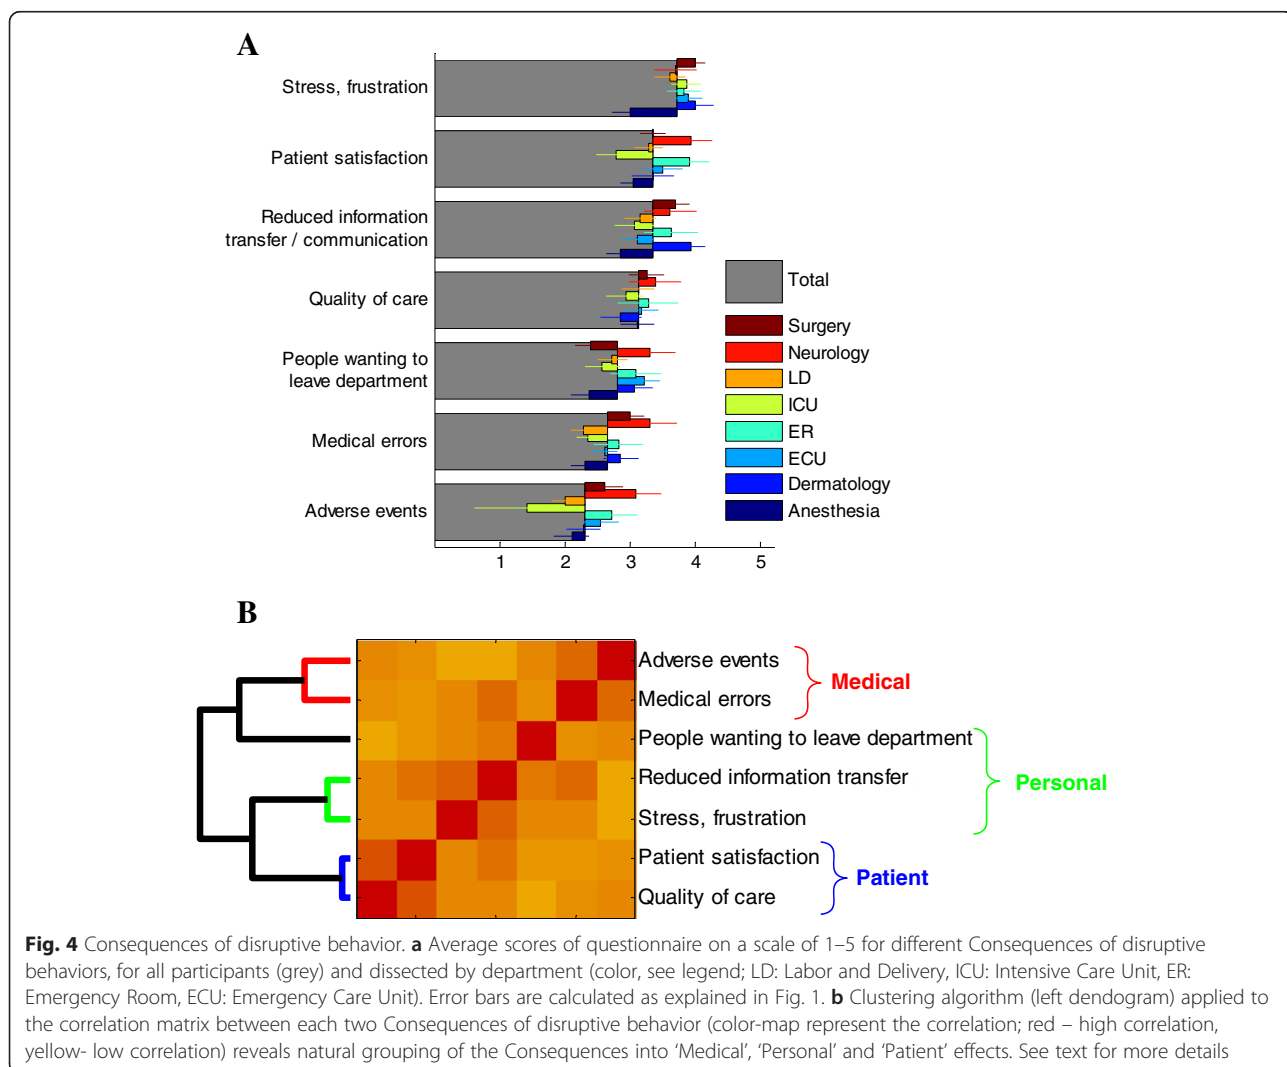 A
Stress, frustration
Patient satisfaction
Reduced information
transfer / communication
Quality of care
People wanting to
leave department
Medical errors
Adverse events
Total
Surgery
Neurology
LD
ICU
ER
ECU
Dermatology
Anesthesia
1 2 3 4 5
B
Adverse events
Medical errors
People wanting to leave department
Reduced information transfer
Stress, frustration
Patient satisfaction
Quality of care
Medical
Personal
Patient
Fig. 4 Consequences of disruptive behavior. a Average scores of questionnaire on a scale of 1–5 for different Consequences of disruptive
behaviors, for all participants (grey) and dissected by department (color, see legend; LD: Labor and Delivery, ICU: Intensive Care Unit, ER:
Emergency Room, ECU: Emergency Care Unit). Error bars are calculated as explained in Fig. 1. b Clustering algorithm (left dendogram) applied to
the correlation matrix between each two Consequences of disruptive behavior (color-map represent the correlation; red – high correlation,
yellow- low correlation) reveals natural grouping of the Consequences into ‘Medical’, ‘Personal’ and ‘Patient’ effects. See text for more details